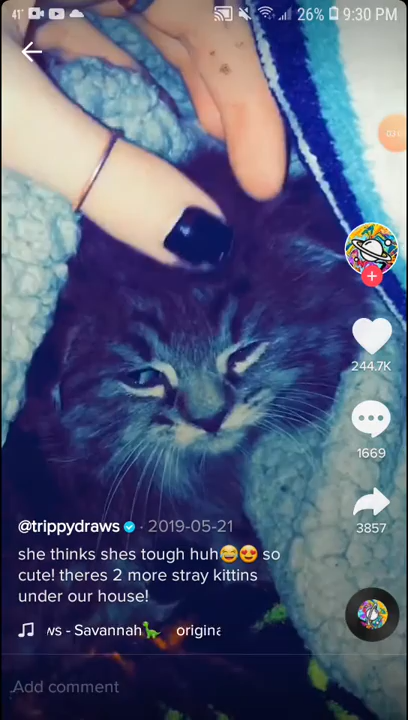 41° 26% 9:30 PM
244.7K
1669
3857
@trippydraws · 2019-05-21
she thinks shes tough huh😂😍 so
cute! theres 2 more stray kittins
under our house!
ws - Savannah🦕 origina
Add comment